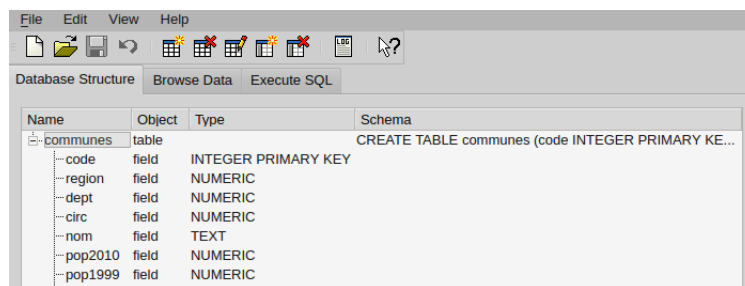 File Edit View Help
LOG ?
Database Structure Browse Data Execute SQL
Name Object Type Schema
communes table CREATE TABLE communes (code INTEGER PRIMARY KE...
code field INTEGER PRIMARY KEY
region field NUMERIC
dept field NUMERIC
circ field NUMERIC
nom field TEXT
pop2010 field NUMERIC
pop1999 field NUMERIC